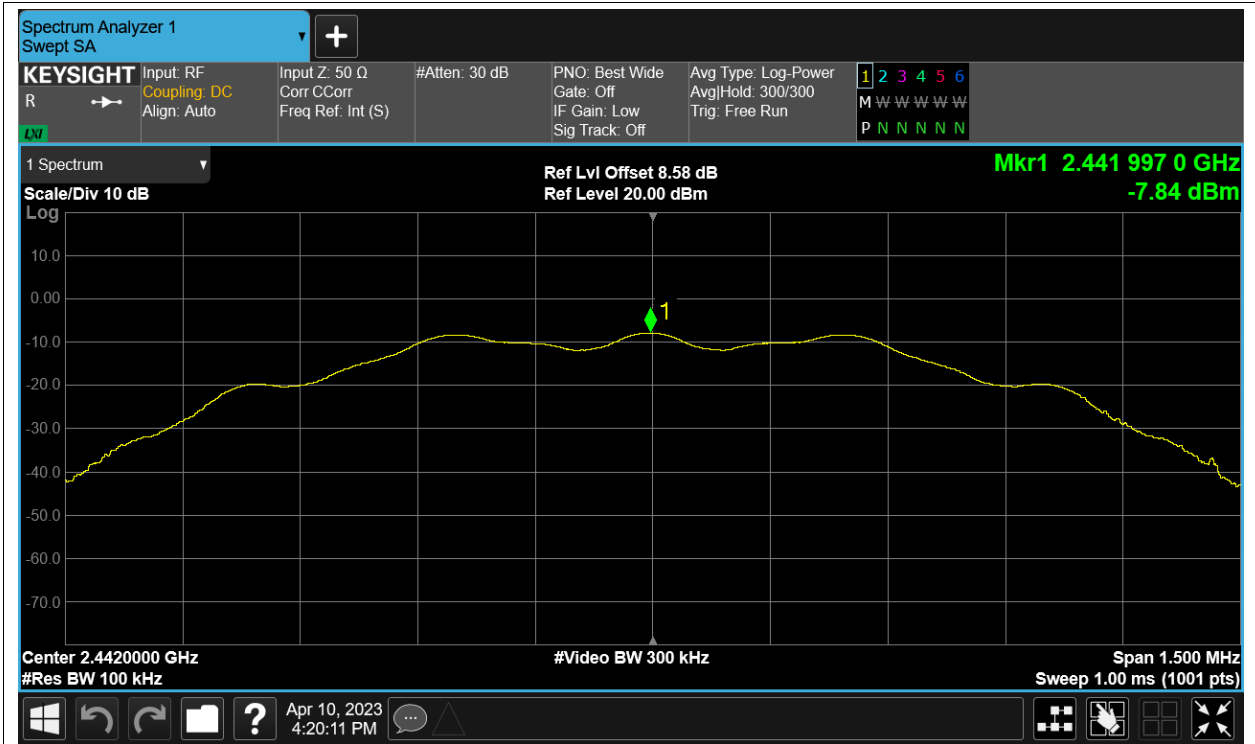 Spectrum Analyzer 1
Swept SA
KEYSIGHT
R
LXI
Input: RF
Coupling: DC
Align: Auto
Input Z: 50 Ω
Corr CCorr
Freq Ref: Int (S)
#Atten: 30 dB
PNO: Best Wide
Gate: Off
IF Gain: Low
Sig Track: Off
Avg Type: Log-Power
Avg|Hold: 300/300
Trig: Free Run
1 2 3 4 5 6
M W W W W W
P N N N N N
1 Spectrum
Scale/Div 10 dB
Log
Ref Lvl Offset 8.58 dB
Ref Level 20.00 dBm
Mkr1 2.441 997 0 GHz
-7.84 dBm
10.0
0.00
-10.0
-20.0
-30.0
-40.0
-50.0
-60.0
-70.0
1
Center 2.4420000 GHz
#Res BW 100 kHz
#Video BW 300 kHz
Span 1.500 MHz
Sweep 1.00 ms (1001 pts)
?
Apr 10, 2023
4:20:11 PM